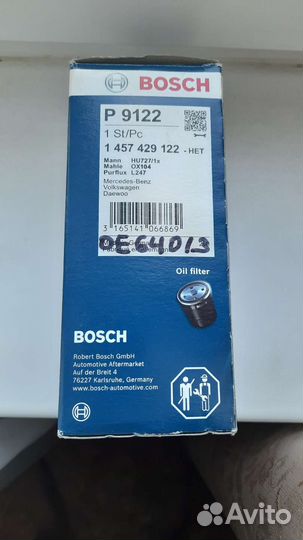 BOSCH
P 9122
1 St/Pc
1 457 429 122 - HET
Mann HU727/1x
Mahle OX104
Purflux L247
Mercedes-Benz
Volkswagen
Daewoo
3 165141 066869
OE640/3
Oil filter
BOSCH
Robert Bosch GmbH
Automotive Aftermarket
Auf der Breit 4
76227 Karlsruhe, Germany
www.bosch-automotive.com
Avito